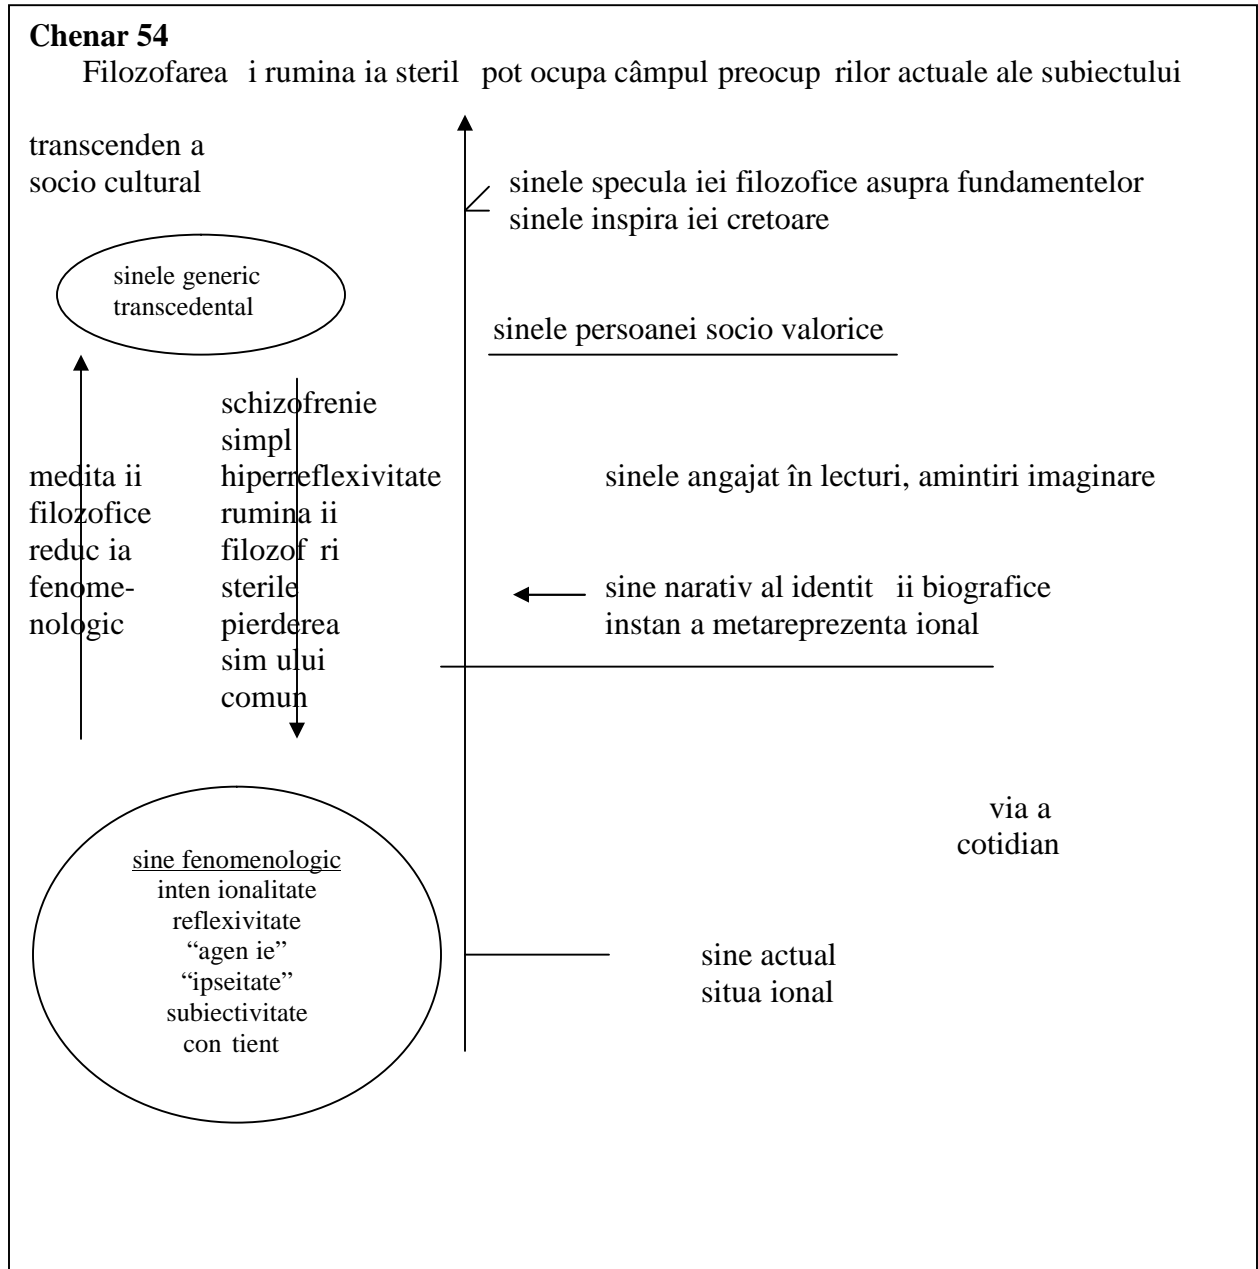 Chenar 54
Filozofarea i rumina ia steril pot ocupa câmpul preocup rilor actuale ale subiectului
transcenden a
socio cultural
sinele specula iei filozofice asupra fundamentelor
sinele inspira iei cretoare
sinele generic
transcedental
sinele persoanei socio valorice
medita ii
filozofice
reduc ia
fenome-
nologic
schizofrenie
simpl
hiperreflexivitate
rumina ii
filozof ri
sterile
pierderea
sim ului
comun
sinele angajat în lecturi, amintiri imaginare
sine narativ al identit ii biografice
instan a metareprezenta ional
via a
cotidian
sine fenomenologic
inten ionalitate
reflexivitate
“agen ie”
“ipseitate”
subiectivitate
con tient
sine actual
situa ional